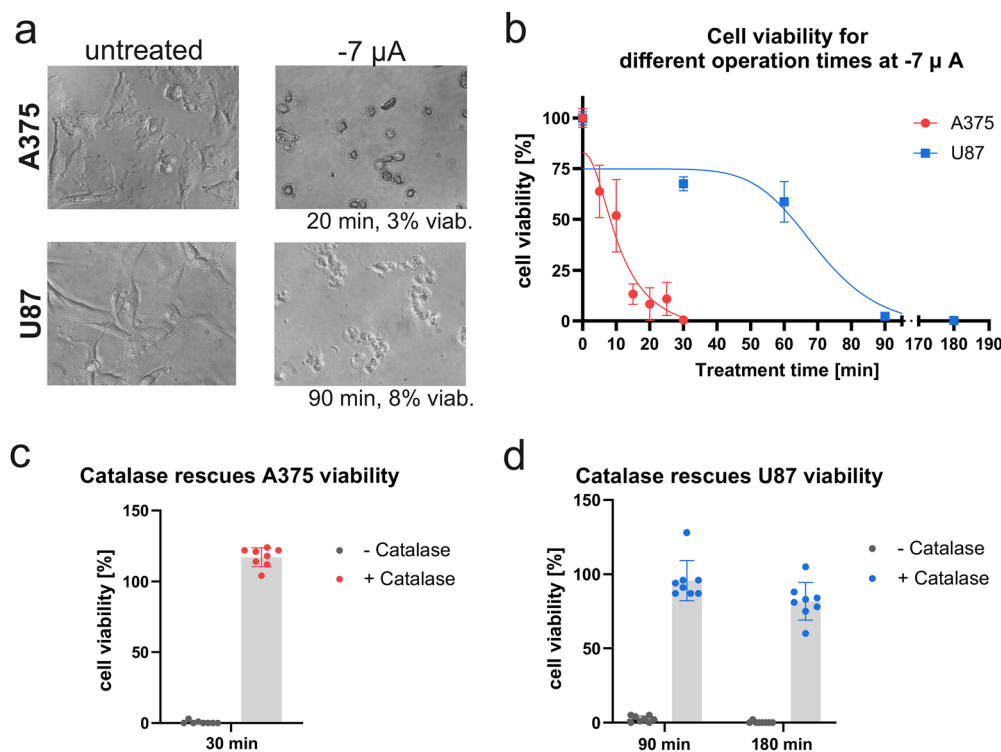 a
untreated
-7 µA
A375
20 min, 3% viab.
U87
90 min, 8% viab.
b
Cell viability for
different operation times at -7 µ A
cell viability [%]
100
75
50
25
0
A375
U87
0 10 20 30 40 50 60 70 80 90 170 180 190
Treatment time [min]
c
Catalase rescues A375 viability
cell viability [%]
150
100
50
0
- Catalase
+ Catalase
30 min
d
Catalase rescues U87 viability
cell viability [%]
150
100
50
0
- Catalase
+ Catalase
90 min
180 min